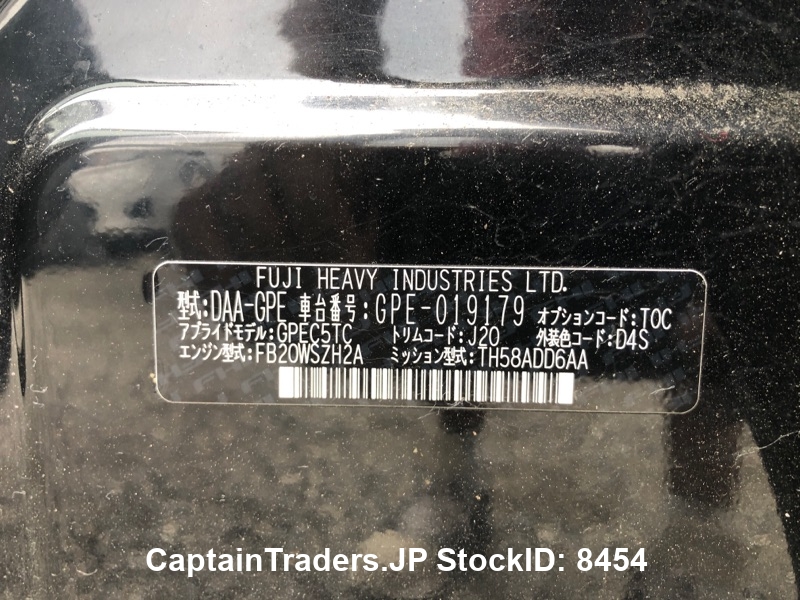 FUJI HEAVY INDUSTRIES LTD.
型式:DAA-GPE 車台番号:GPE-019179 オプションコード:TOC
アプライドモデル:GPEC5TC トリムコード:J20 外装色コード:D4S
エンジン型式:FB20WSZH2A ミッション型式:TH58ADD6AA
CaptainTraders.JP StockID: 8454